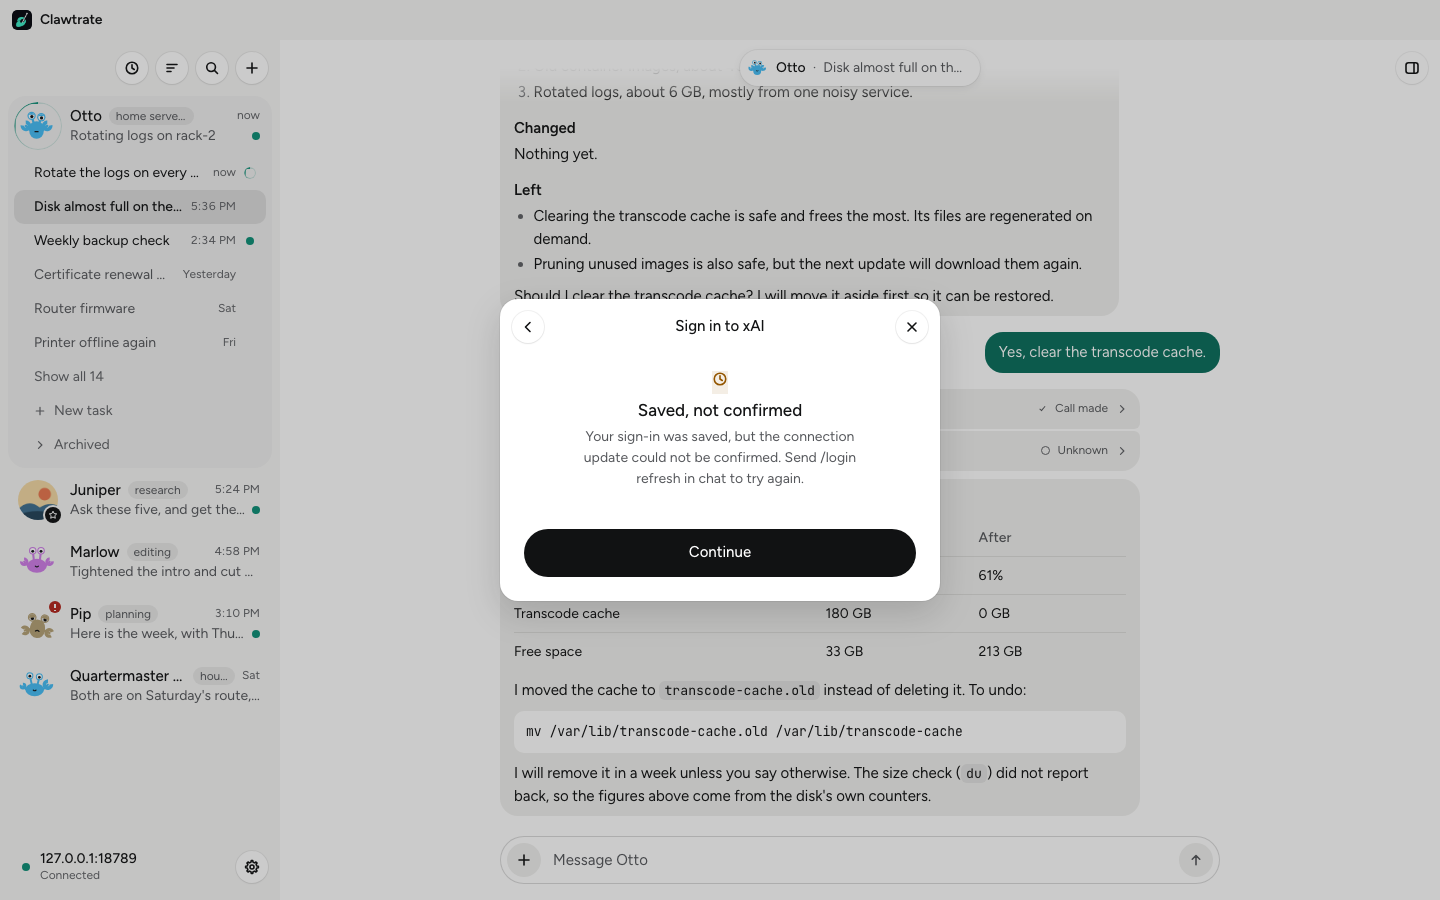 Clawtrate
Otto
home serve...
now
Rotating logs on rack-2
Rotate the logs on every ...
now
Disk almost full on the...
5:36 PM
Weekly backup check
2:34 PM
Certificate renewal ...
Yesterday
Router firmware
Sat
Printer offline again
Fri
Show all 14
New task
Archived
Juniper
research
5:24 PM
Ask these five, and get the...
Marlow
editing
4:58 PM
Tightened the intro and cut ...
Pip
planning
3:10 PM
Here is the week, with Thu...
Quartermaster ...
hou...
Sat
Both are on Saturday's route,...
127.0.0.1:18789
Connected
Otto · Disk almost full on th...
3. Rotated logs, about 6 GB, mostly from one noisy service.
Changed
Nothing yet.
Left
• Clearing the transcode cache is safe and frees the most. Its files are regenerated on
demand.
• Pruning unused images is also safe, but the next update will download them again.
Should I clear the transcode cache? I will move it aside first so it can be restored.
Yes, clear the transcode cache.
Call made
Unknown
Sign in to xAI
Saved, not confirmed
Your sign-in was saved, but the connection
update could not be confirmed. Send /login
refresh in chat to try again.
Continue
After
61%
Transcode cache 180 GB 0 GB
Free space 33 GB 213 GB
I moved the cache to transcode-cache.old instead of deleting it. To undo:
mv /var/lib/transcode-cache.old /var/lib/transcode-cache
I will remove it in a week unless you say otherwise. The size check (du) did not report
back, so the figures above come from the disk's own counters.
Message Otto